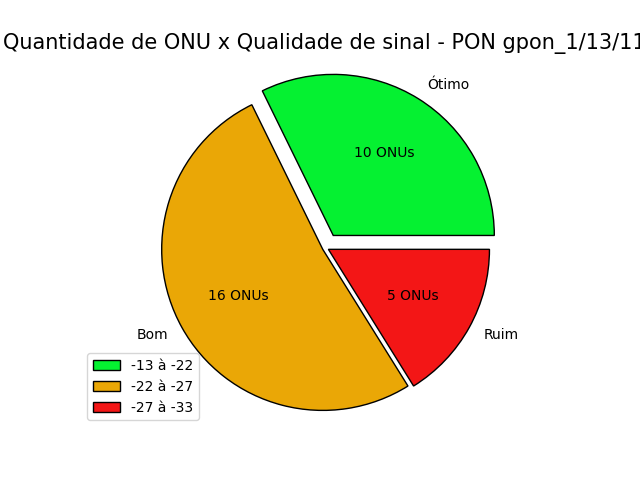 Quantidade de ONU x Qualidade de sinal - PON gpon_1/13/11
Ótimo
10 ONUs
16 ONUs
5 ONUs
Bom
Ruim
-13 à -22
-22 à -27
-27 à -33